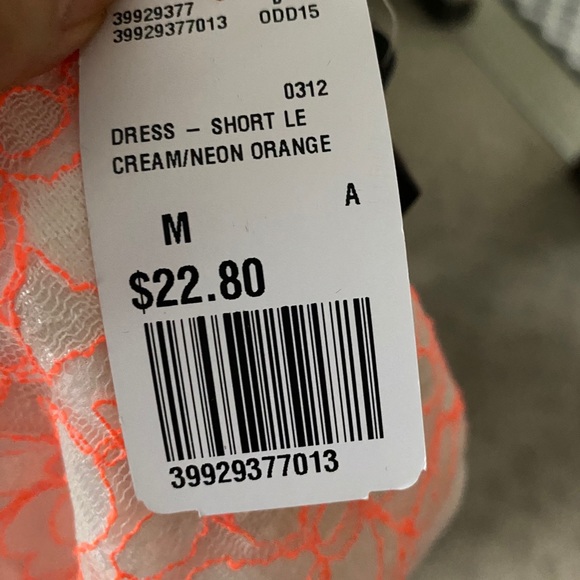 39929377
39929377013 ODD15
0312
DRESS – SHORT LE
CREAM/NEON ORANGE
A
M
$22.80
39929377013